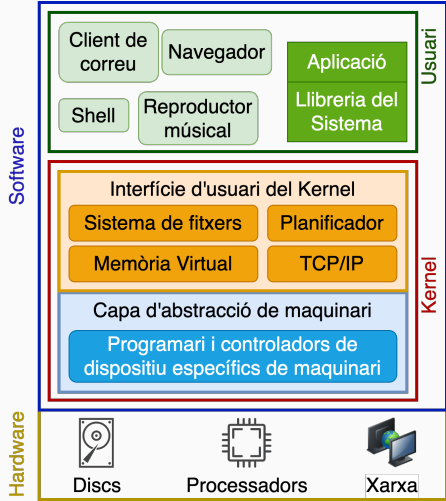 Client de
correu
Navegador
Aplicació
Shell
Reproductor
músical
Llibreria del
Sistema
Usuari
Software
Interfície d'usuari del Kernel
Sistema de fitxers
Planificador
Memòria Virtual
TCP/IP
Kernel
Capa d'abstracció de maquinari
Programari i controladors de
dispositiu específics de maquinari
Hardware
Discs
Processadors
Xarxa